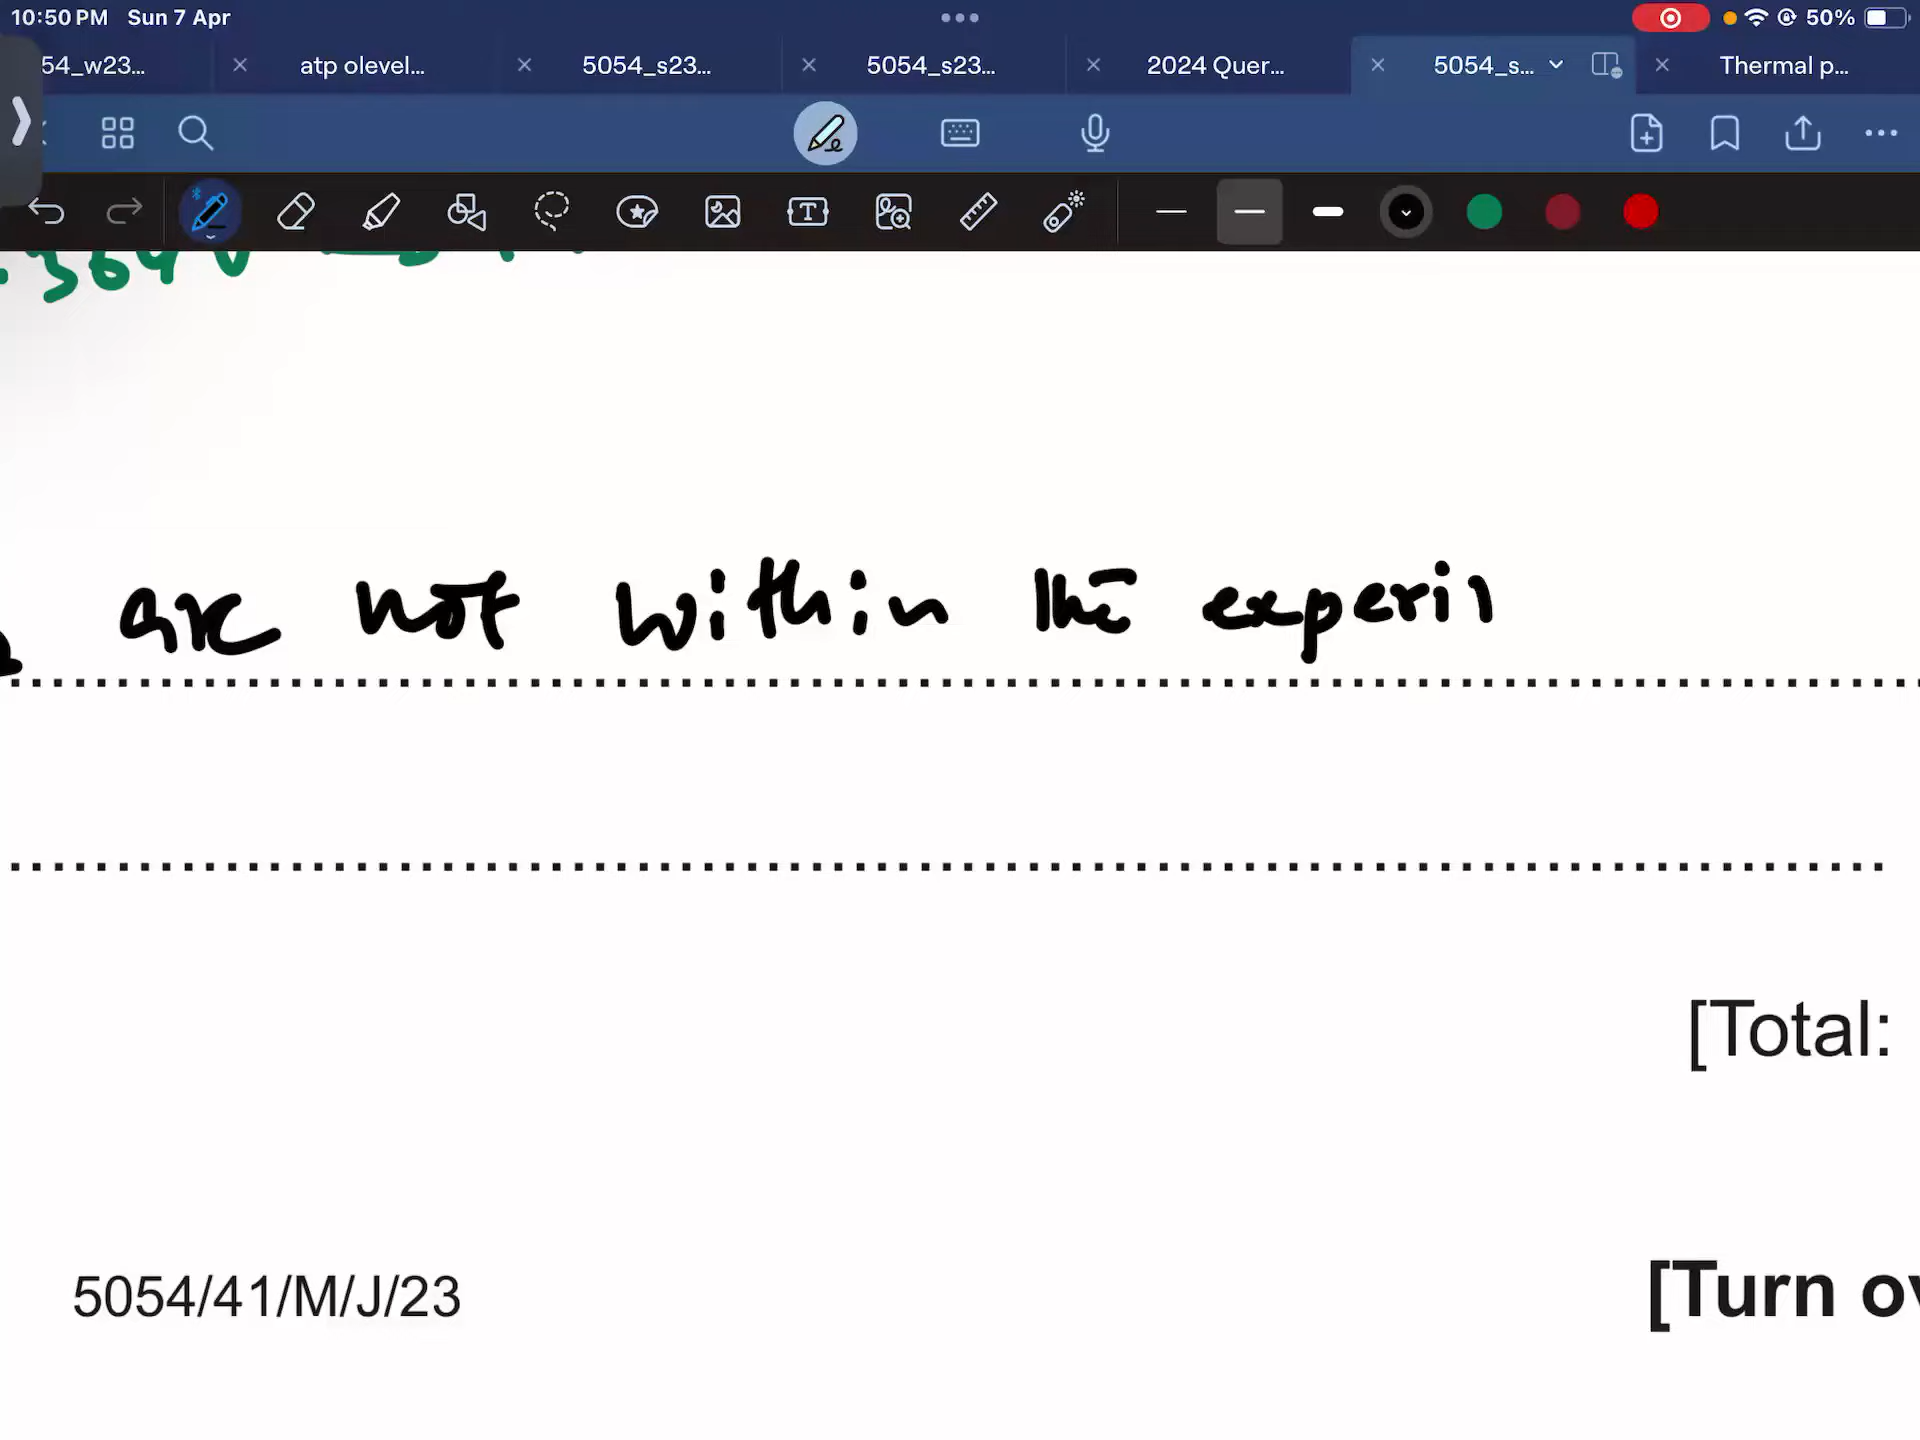 10:50 PM Sun 7 Apr
50%
54_w23...
atp olevel...
5054_s23...
5054_s23...
2024 Quer...
5054_s...
Thermal p...
are not within the experi
[Total:
5054/41/M/J/23
[Turn ov